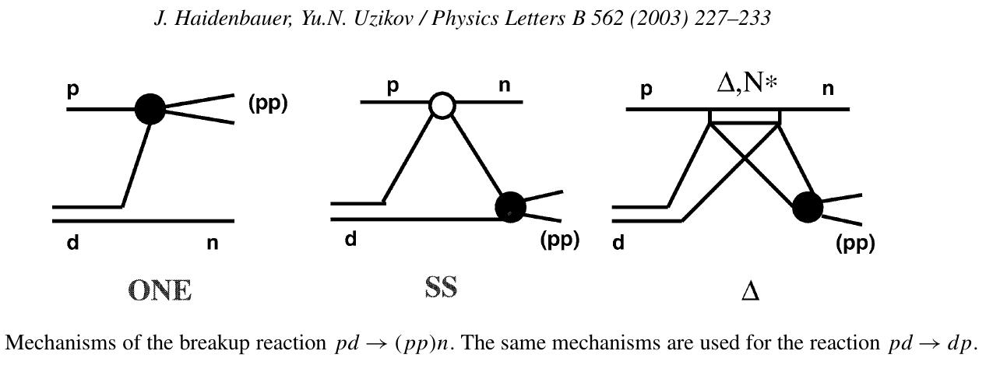 J. Haidenbauer, Yu.N. Uzikov / Physics Letters B 562 (2003) 227–233
p (pp) d n ONE
p n d (pp) SS
p Δ,N* n d (pp) Δ
Mechanisms of the breakup reaction pd → (pp)n. The same mechanisms are used for the reaction pd → dp.